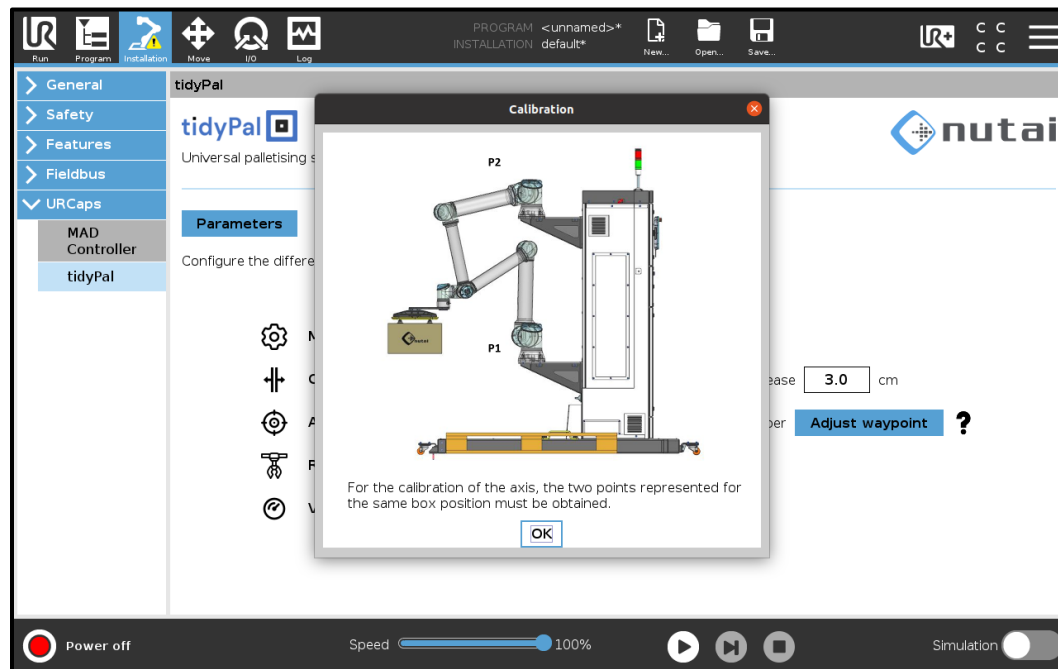 PROGRAM <unnamed>*
INSTALLATION default*
Run
Program
Installation
Move
I/O
Log
New...
Open...
Save...
UR+
C C
C C
General
Safety
Features
Fieldbus
URCaps
MAD
Controller
tidyPal
tidyPal
tidyPal
nutai
Universal palletising s
Parameters
Configure the differe
Calibration
P2
nutai
P1
For the calibration of the axis, the two points represented for
the same box position must be obtained.
OK
M
C
ease 3.0 cm
A
per Adjust waypoint ?
R
V
Power off
Speed 100%
Simulation